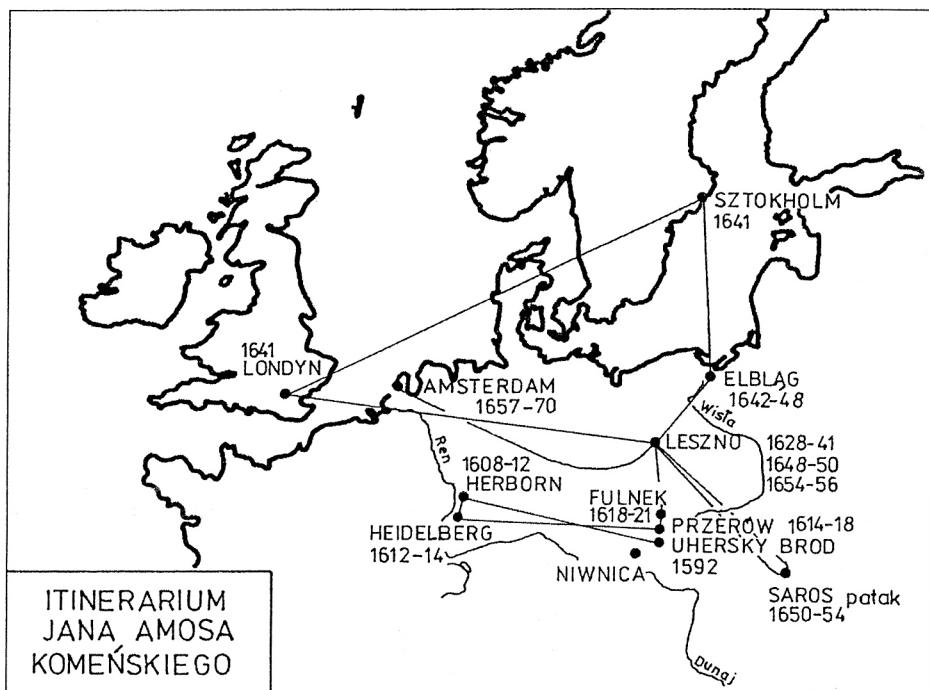 SZTOKHOLM
1641
1641
LONDYN
AMSTERDAM
1657-70
ELBLĄG
1642-48
Wisła
LESZNO
1628-41
1648-50
1654-56
Ren
1608-12
HERBORN
HEIDELBERG
1612-14
FULNEK
1618-21
PRZERÓW 1614-18
UHERSKY BROD
1592
NIWNICA
SAROS patak
1650-54
Dunaj
ITINERARIUM
JANA AMOSA
KOMEŃSKIEGO